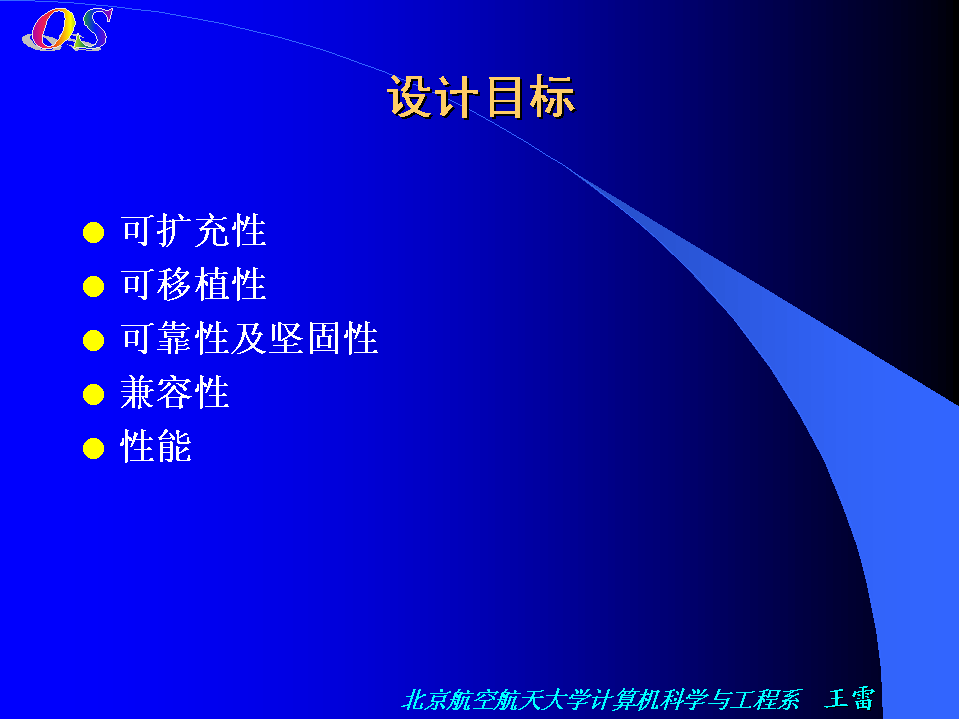 OS
设计目标
可扩充性
可移植性
可靠性及坚固性
兼容性
性能
北京航空航天大学计算机科学与工程系 王雷